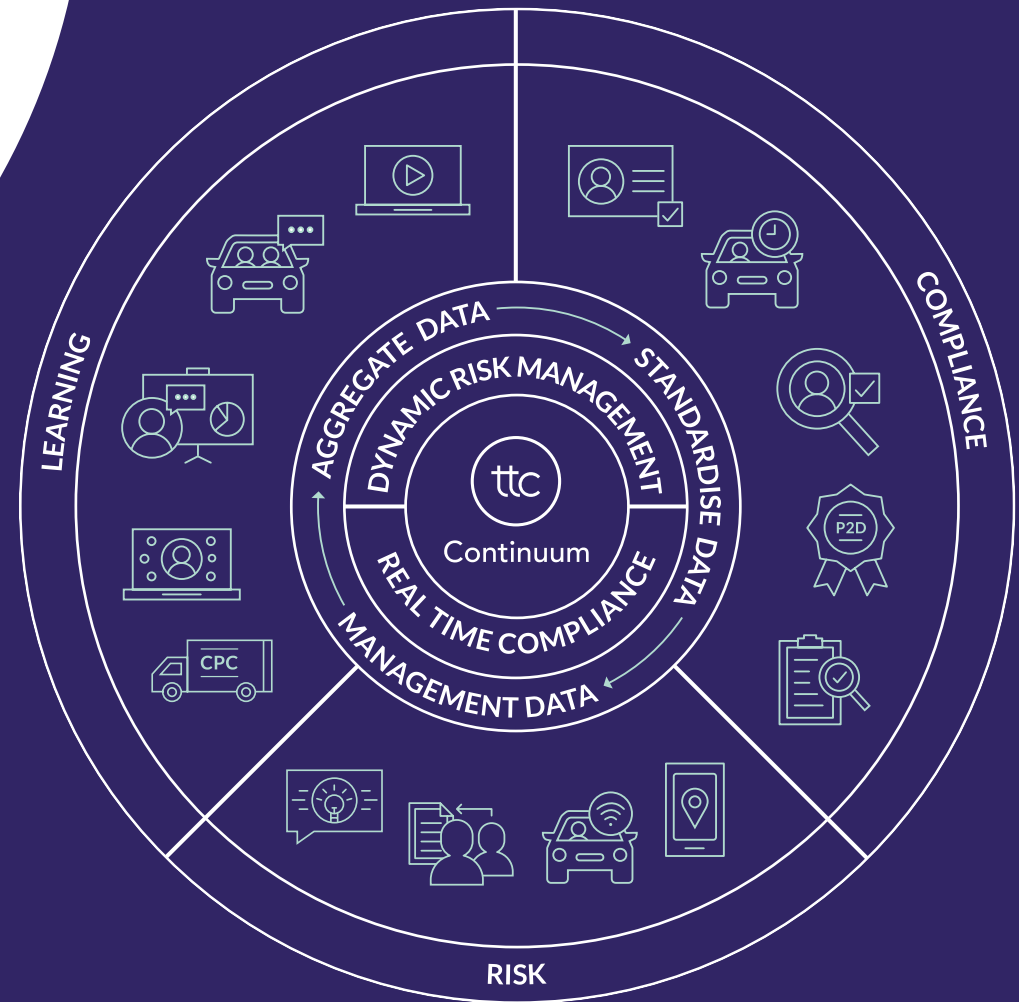 LEARNING
COMPLIANCE
RISK
AGGREGATE DATA
STANDARDISE DATA
MANAGEMENT DATA
DYNAMIC RISK MANAGEMENT
REAL TIME COMPLIANCE
ttc
Continuum
P2D
CPC